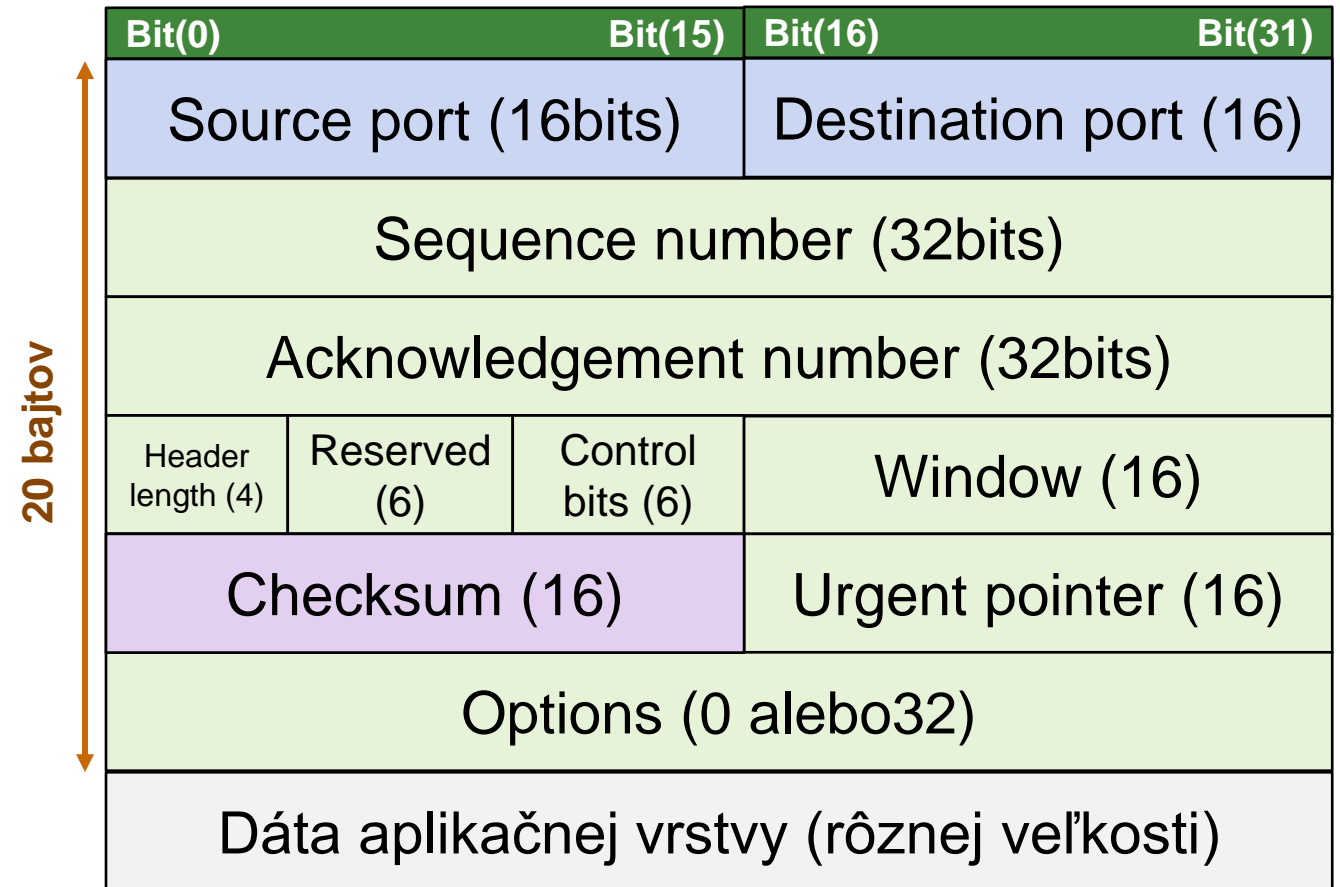 Bit(0) Bit(15) Bit(16) Bit(31)
20 bajtov
Source port (16bits) Destination port (16)
Sequence number (32bits)
Acknowledgement number (32bits)
Header length (4) Reserved (6) Control bits (6) Window (16)
Checksum (16) Urgent pointer (16)
Options (0 alebo32)
Dáta aplikačnej vrstvy (rôznej veľkosti)